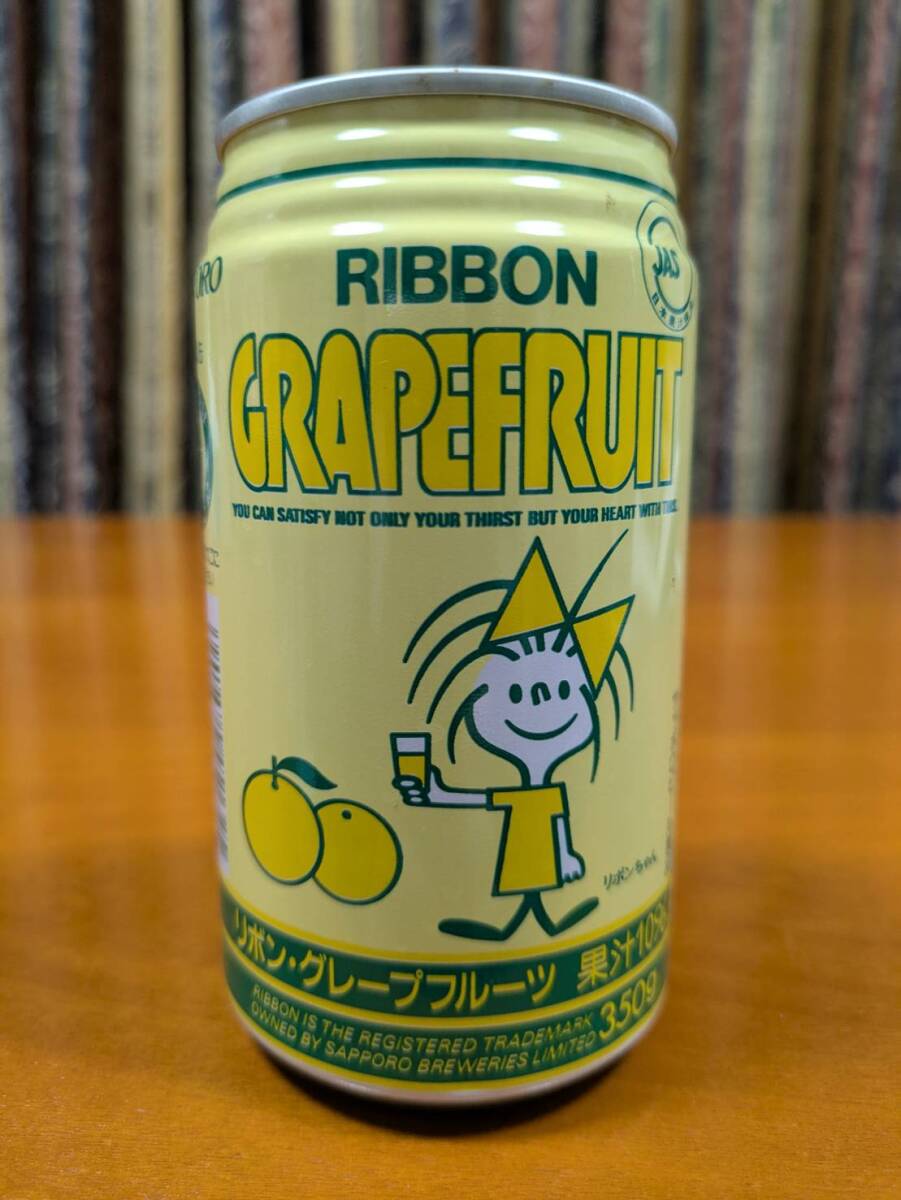 RIBBON
JAS
GRAPEFRUIT
YOU CAN SATISFY NOT ONLY YOUR THIRST BUT YOUR HEART WITH THIS.
リボンちゃん
リボン・グレープフルーツ 果汁10%
350g
RIBBON IS THE REGISTERED TRADEMARK
OWNED BY SAPPORO BREWERIES LIMITED